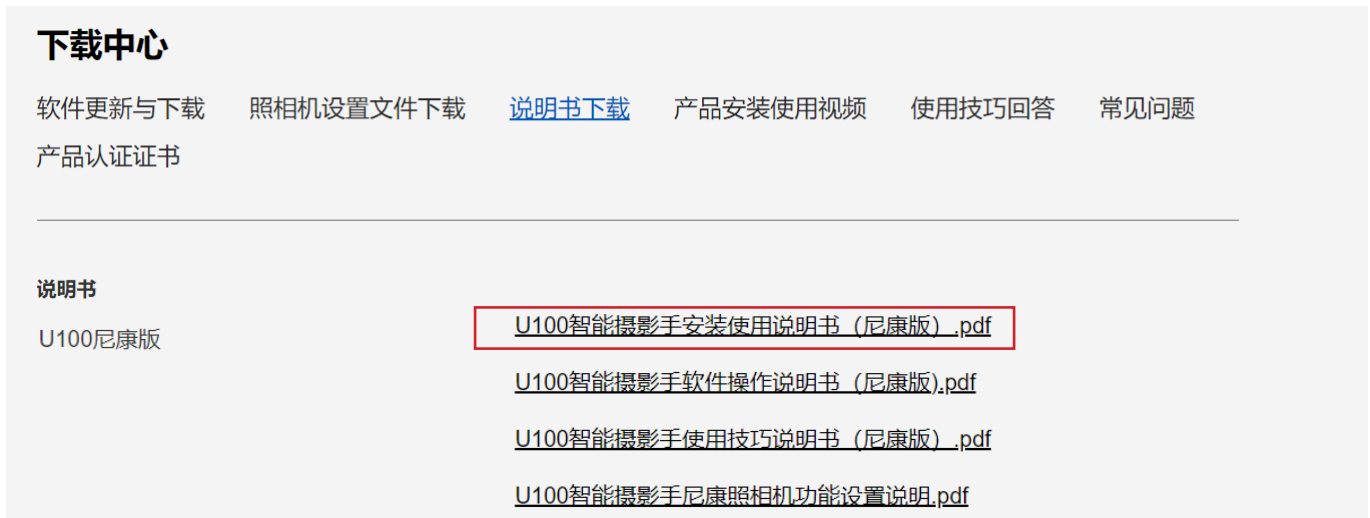 下载中心
软件更新与下载 照相机设置文件下载 说明书下载 产品安装使用视频 使用技巧回答 常见问题
产品认证证书
说明书
U100尼康版
U100智能摄影手安装使用说明书（尼康版）.pdf
U100智能摄影手软件操作说明书（尼康版).pdf
U100智能摄影手使用技巧说明书（尼康版）.pdf
U100智能摄影手尼康照相机功能设置说明.pdf